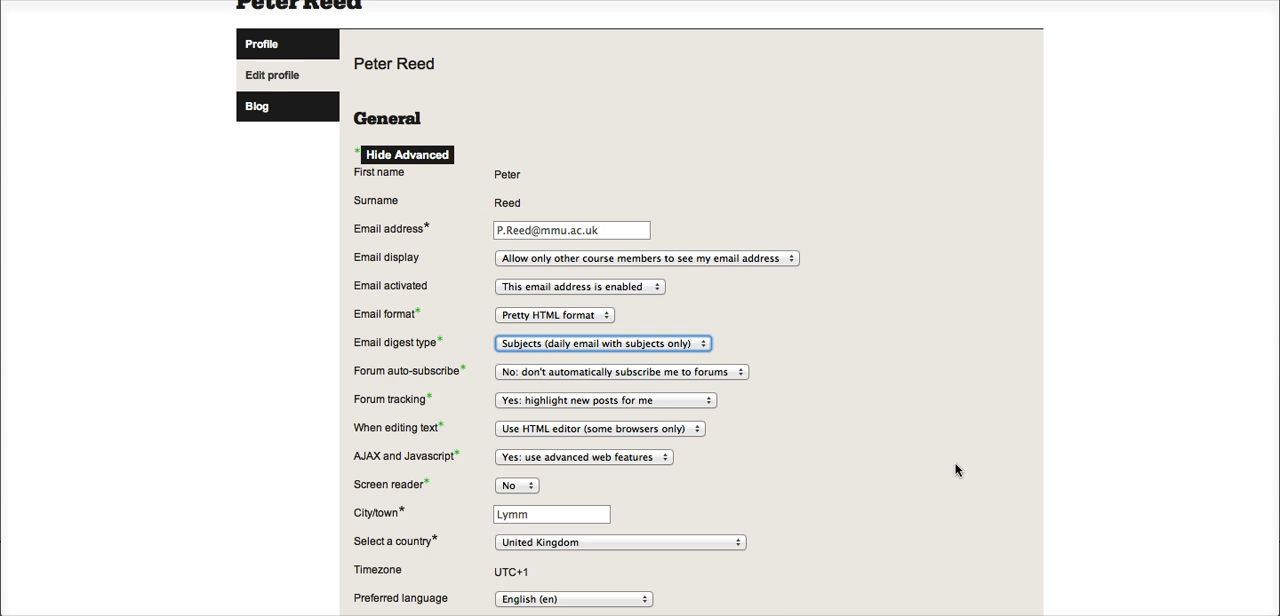 Peter Reed
Profile
Edit profile
Blog
Peter Reed
General
* Hide Advanced
First name Peter
Surname Reed
Email address* P.Reed@mmu.ac.uk
Email display Allow only other course members to see my email address
Email activated This email address is enabled
Email format* Pretty HTML format
Email digest type* Subjects (daily email with subjects only)
Forum auto-subscribe* No: don't automatically subscribe me to forums
Forum tracking* Yes: highlight new posts for me
When editing text* Use HTML editor (some browsers only)
AJAX and Javascript* Yes: use advanced web features
Screen reader* No
City/town* Lymm
Select a country* United Kingdom
Timezone UTC+1
Preferred language English (en)